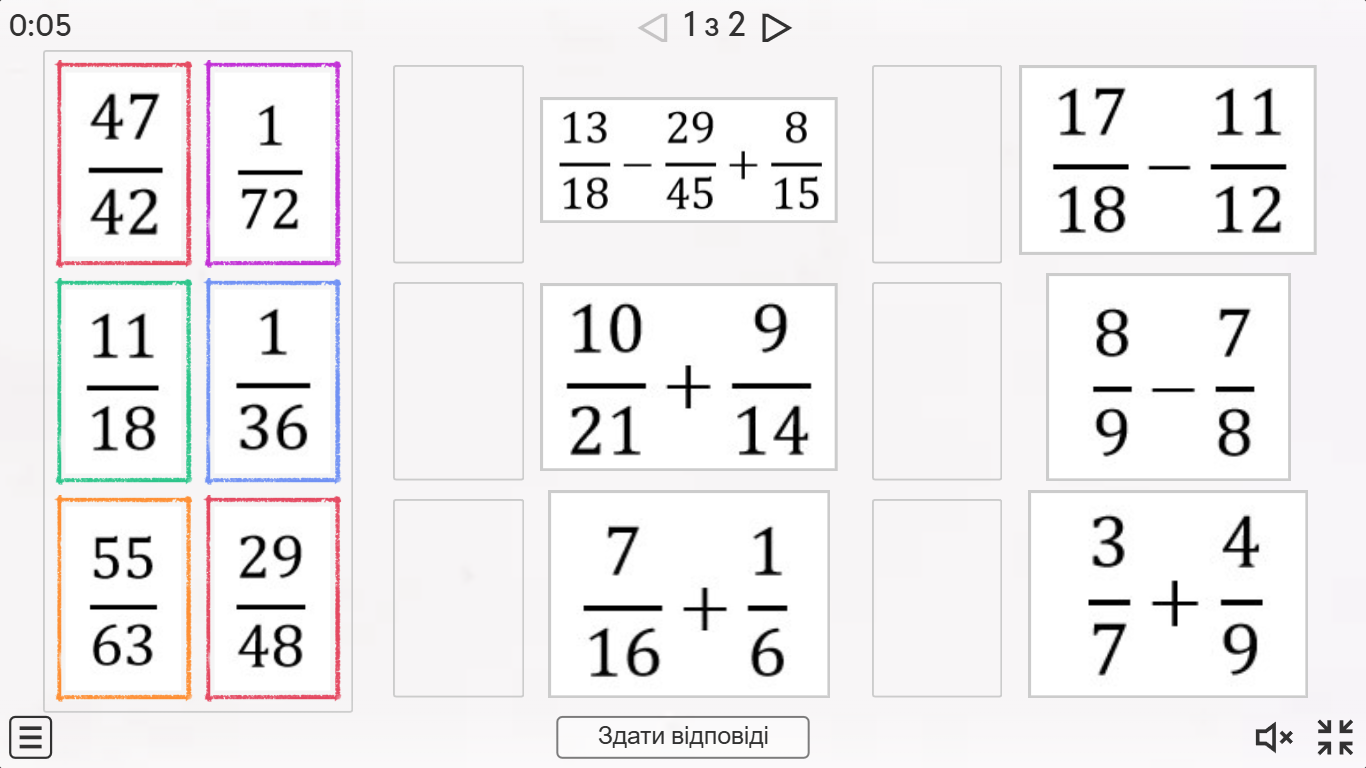 0:05
1 з 2
47/42
1/72
11/18
1/36
55/63
29/48
13/18 − 29/45 + 8/15
17/18 − 11/12
10/21 + 9/14
8/9 − 7/8
7/16 + 1/6
3/7 + 4/9
Здати відповіді